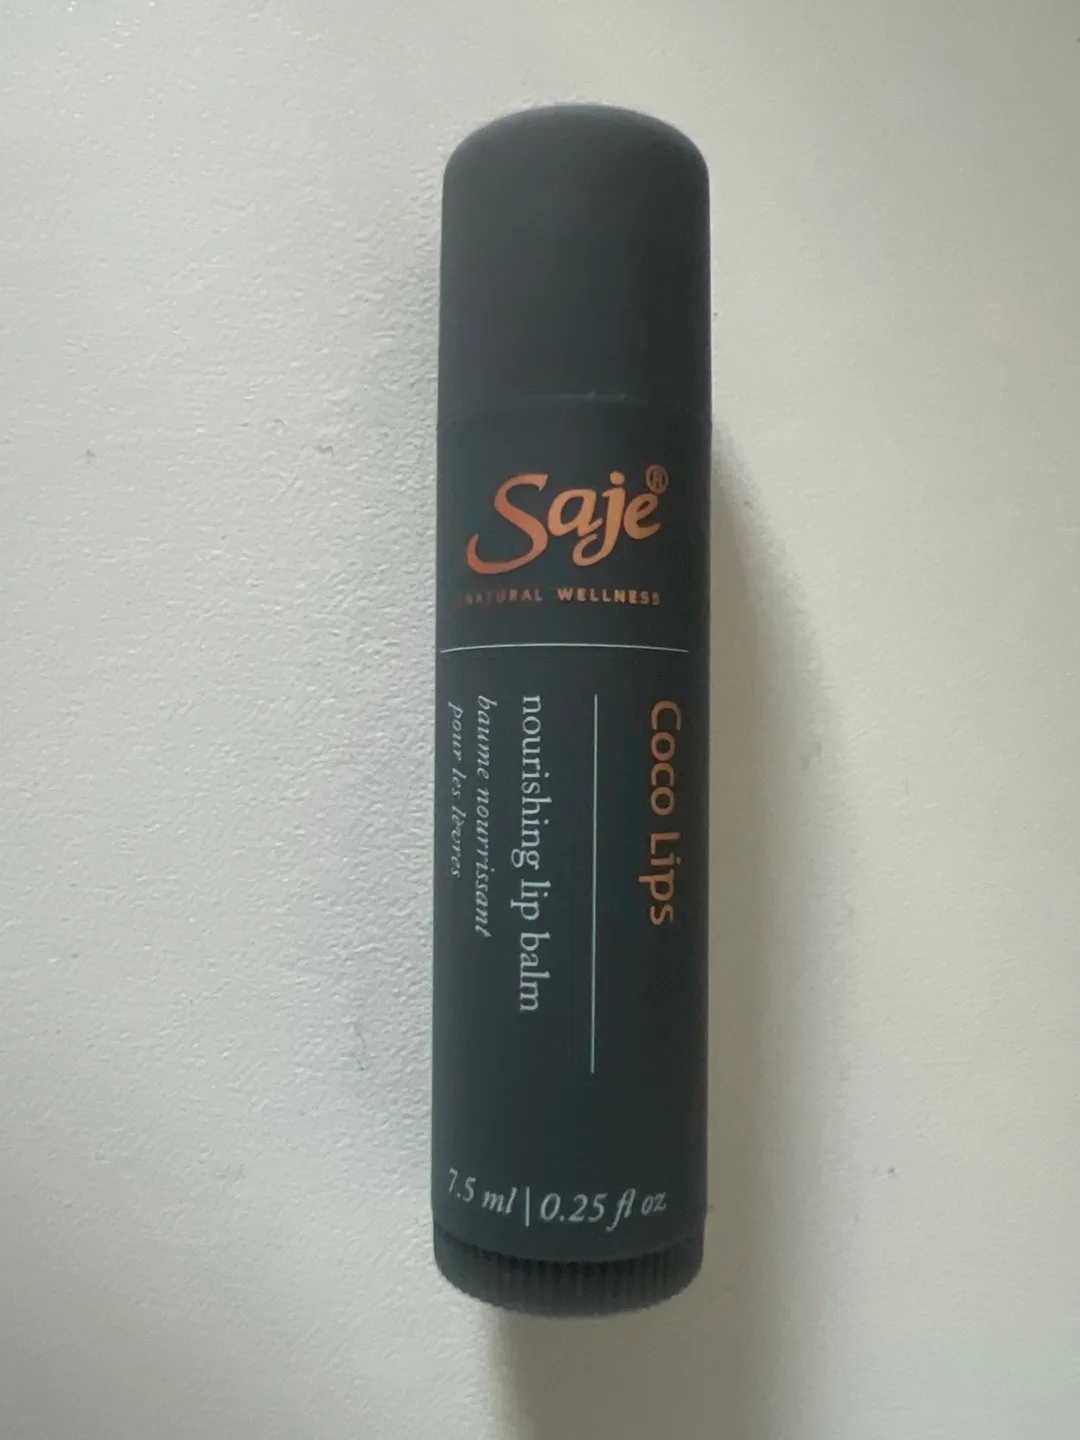 Saje®
NATURAL WELLNESS
Coco Lips
nourishing lip balm
baume nourrissant
pour les lèvres
7.5 ml | 0.25 fl oz